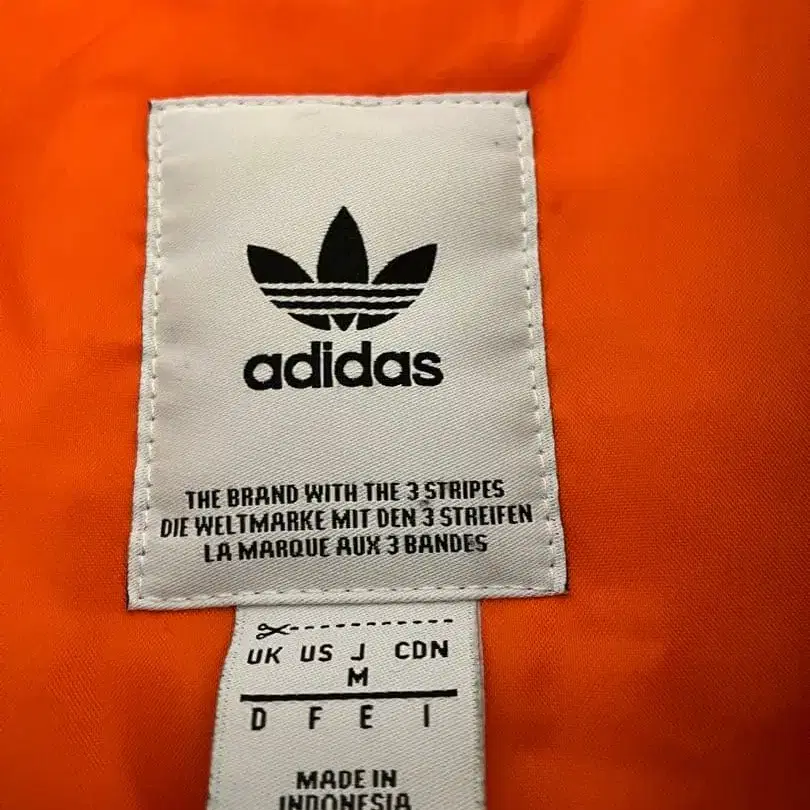 adidas
THE BRAND WITH THE 3 STRIPES
DIE WELTMARKE MIT DEN 3 STREIFEN
LA MARQUE AUX 3 BANDES
UK US J CDN
M
D F E I
MADE IN
INDONESIA